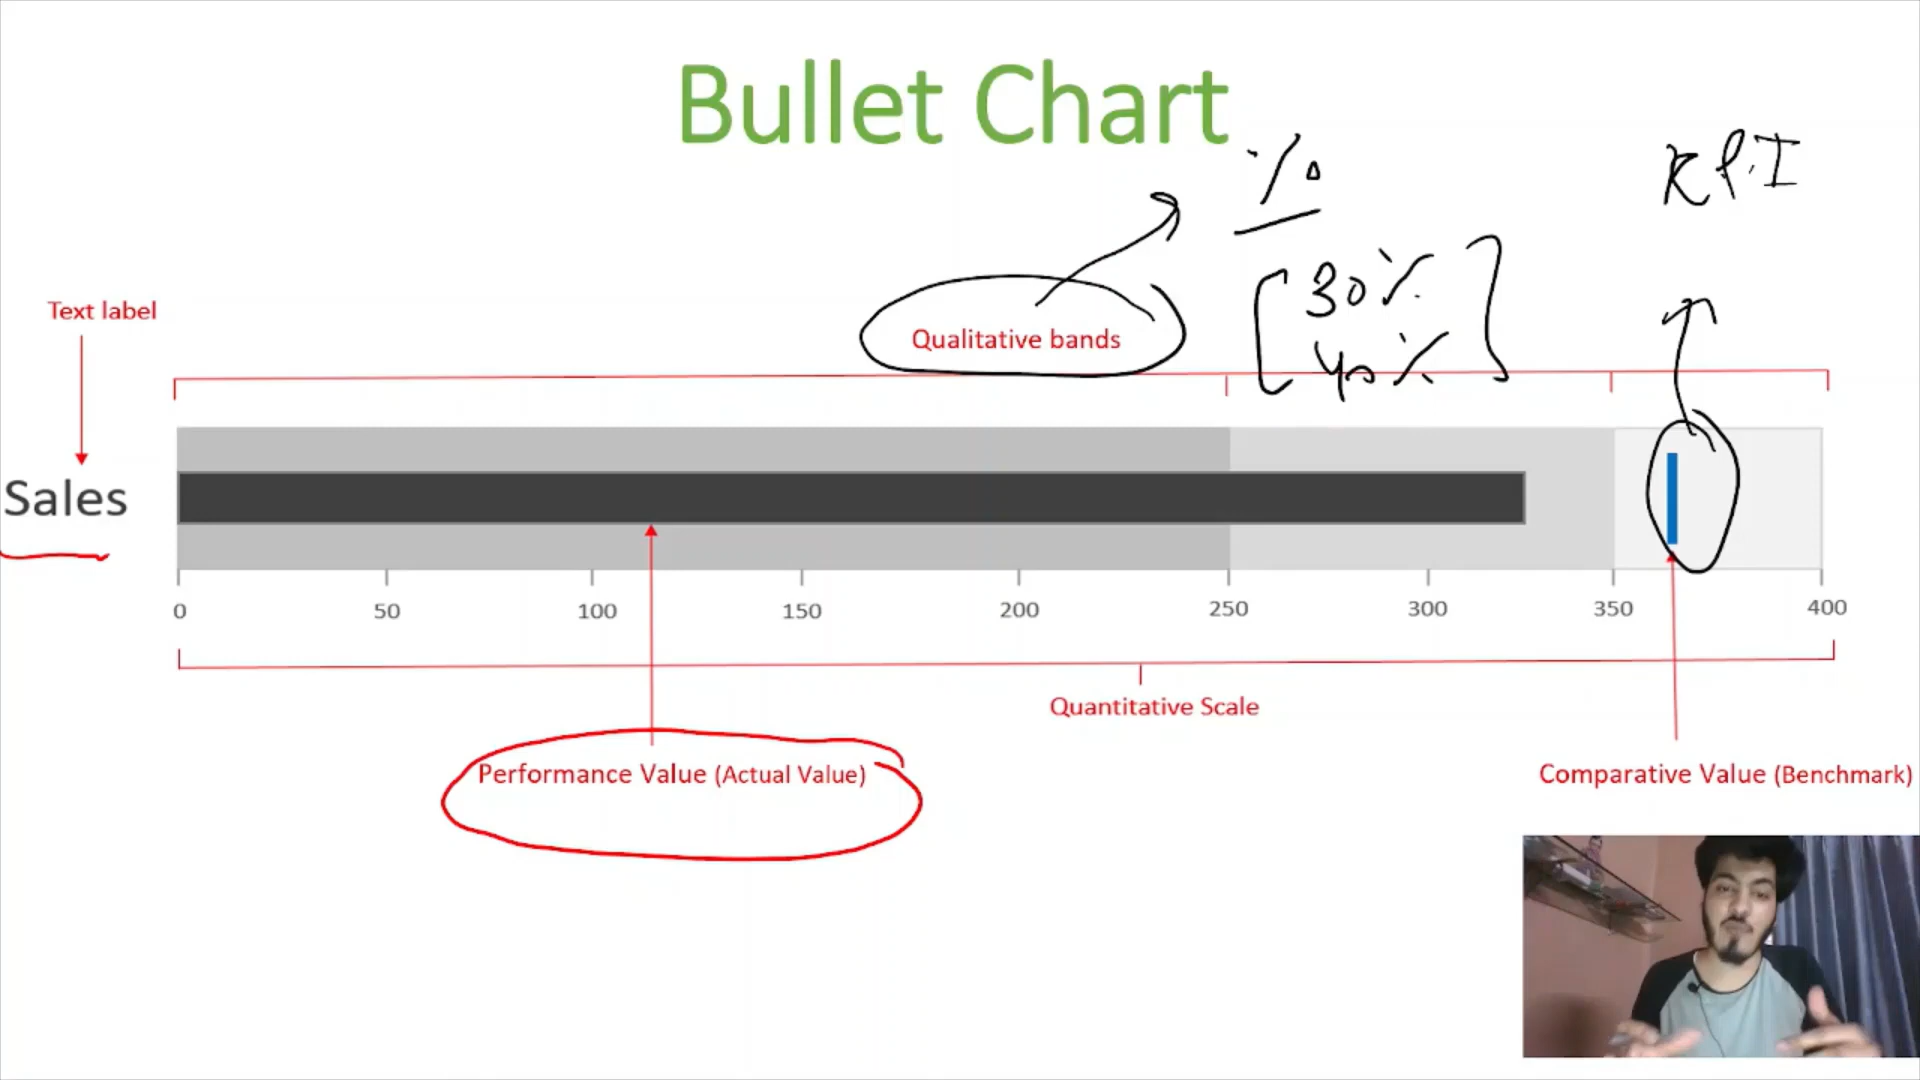 Bullet Chart
%
KPI
30%
40%
Text label
Qualitative bands
Sales
0 50 100 150 200 250 300 350 400
Quantitative Scale
Performance Value (Actual Value)
Comparative Value (Benchmark)